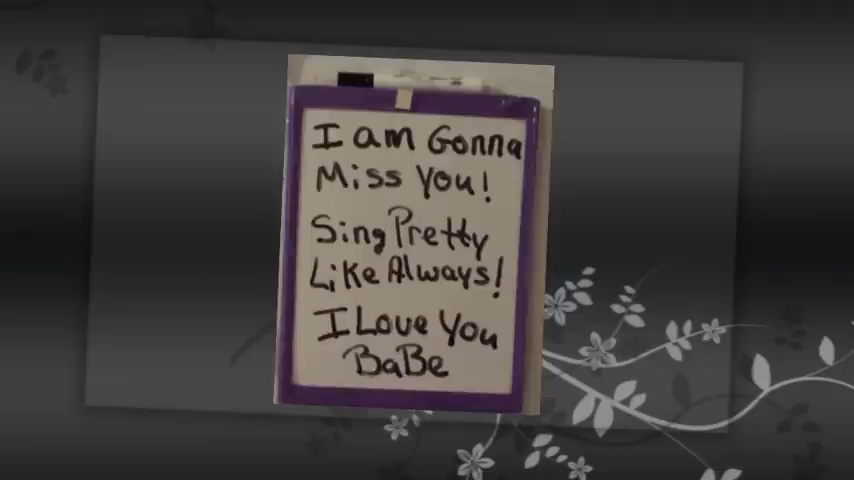 I am Gonna
Miss You!
Sing Pretty
Like Always!
I Love You
BaBe